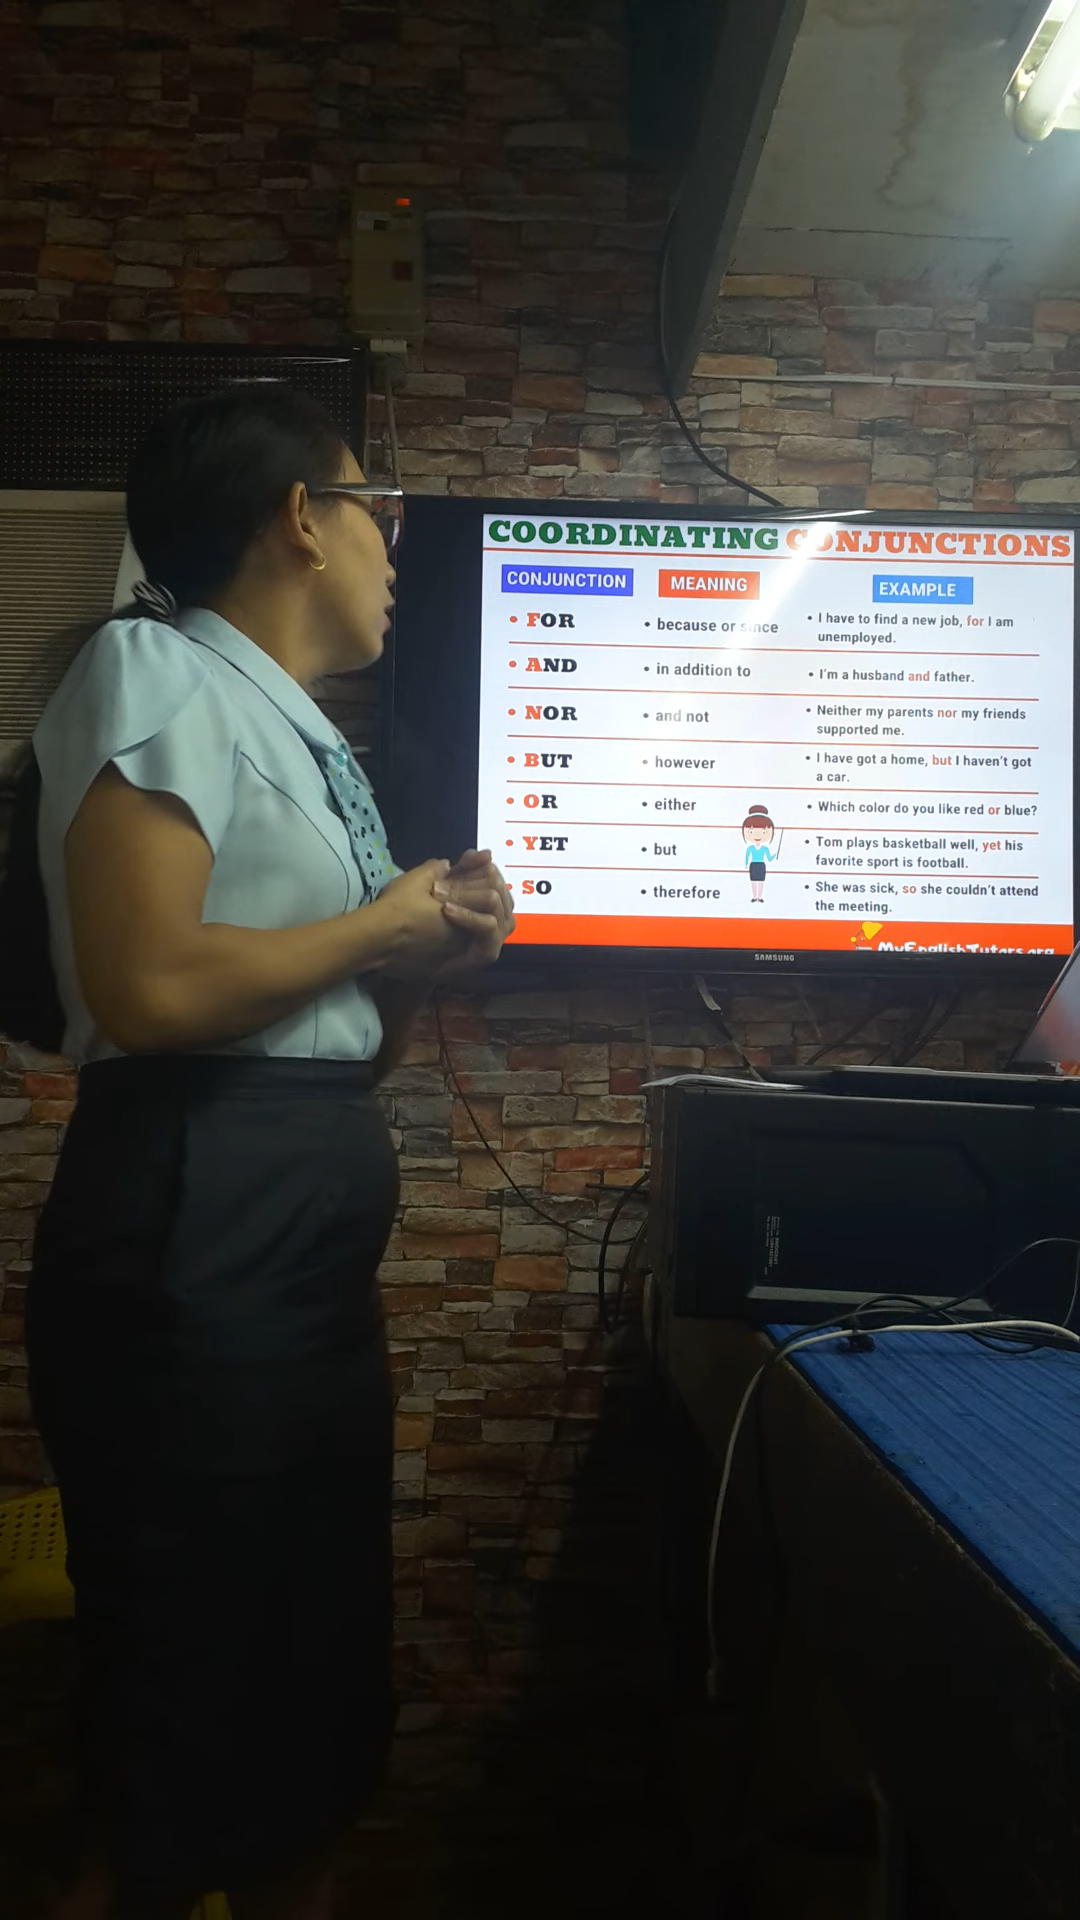 COORDINATING CONJUNCTIONS
CONJUNCTION MEANING EXAMPLE
• FOR • because or since • I have to find a new job, for I am
unemployed.
• AND • in addition to • I'm a husband and father.
• NOR • and not • Neither my parents nor my friends
supported me.
• BUT • however • I have got a home, but I haven't got
a car.
• OR • either • Which color do you like red or blue?
• YET • but • Tom plays basketball well, yet his
favorite sport is football.
• SO • therefore • She was sick, so she couldn't attend
the meeting.
MyEnglishTutors.org
SAMSUNG